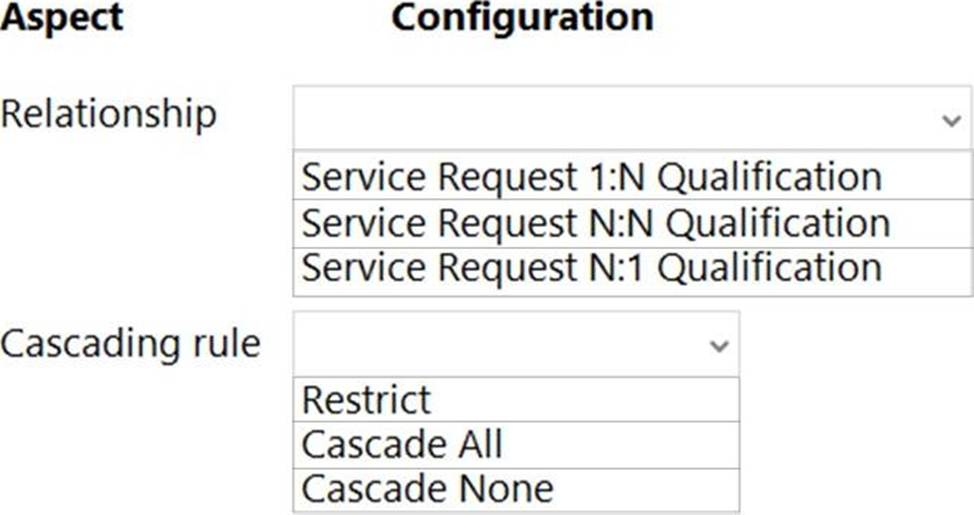 Aspect Configuration
Relationship
Service Request 1:N Qualification
Service Request N:N Qualification
Service Request N:1 Qualification
Cascading rule
Restrict
Cascade All
Cascade None